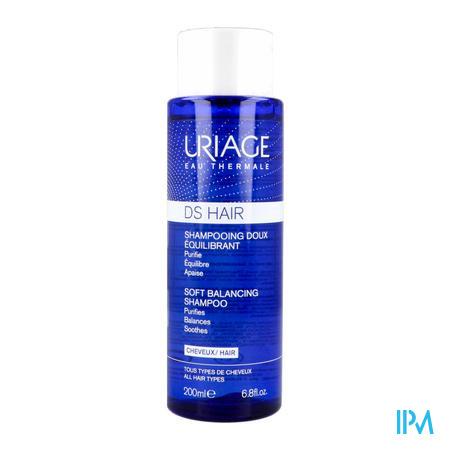 URIAGE
EAU THERMALE
DS HAIR
SHAMPOOING DOUX
ÉQUILIBRANT
Purifie
Équilibre
Apaise
SOFT BALANCING
SHAMPOO
Purifies
Balances
Soothes
CHEVEUX/HAIR
TOUS TYPES DE CHEVEUX
ALL HAIR TYPES
200ml℮ 6.8fl.oz.
IPM